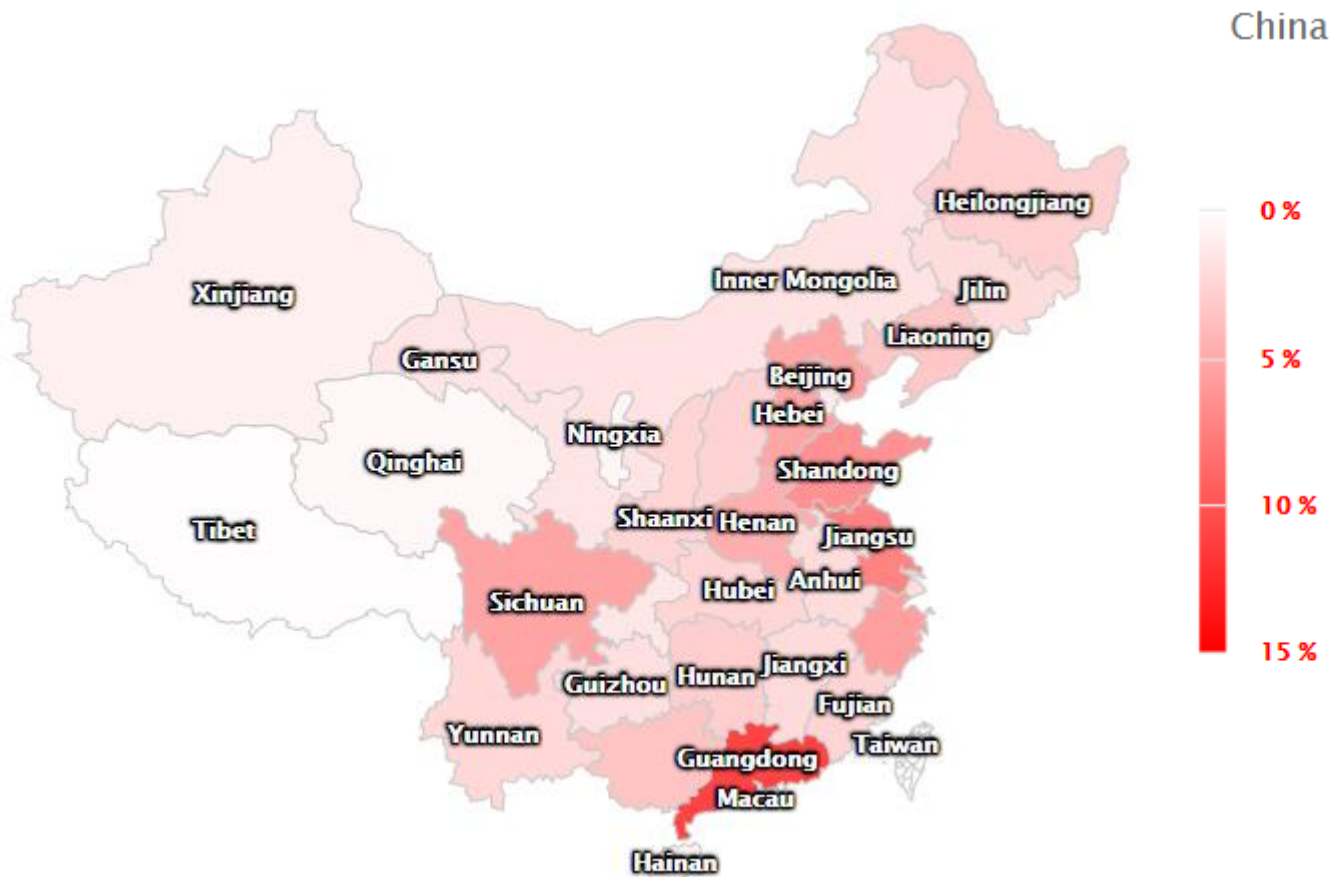 China
Heilongjiang
0 %
Inner Mongolia
Jilin
Xinjiang
Liaoning
Gansu
5 %
Beijing
Hebei
Ningxia
Qinghai
Shandong
10 %
Shaanxi
Henan
Tibet
Jiangsu
Anhui
Hubei
Sichuan
15 %
Jiangxi
Hunan
Guizhou
Fujian
Yunnan
Taiwan
Guangdong
Macau
Hainan